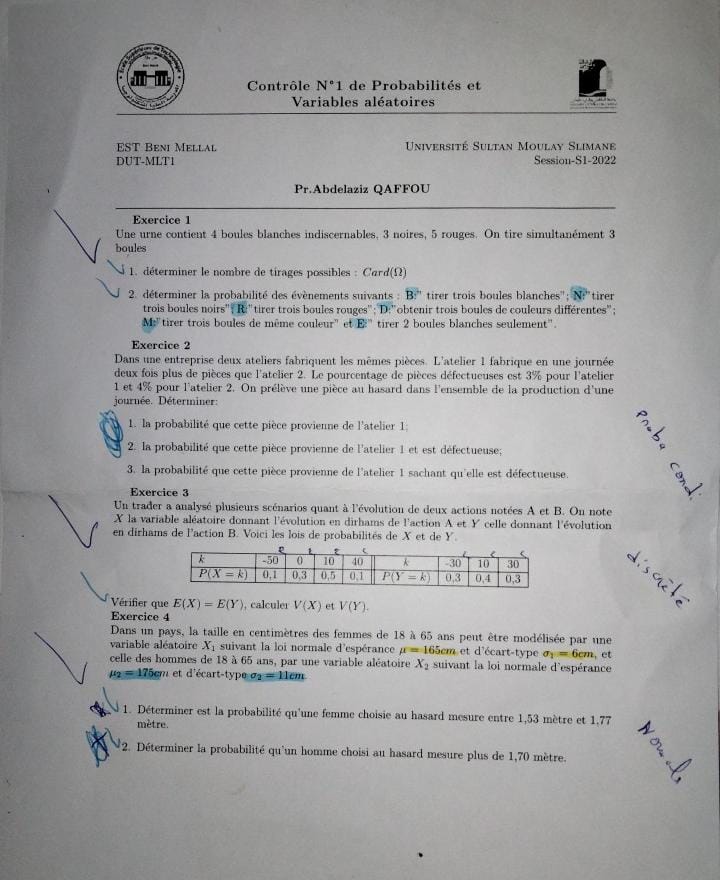 Contrôle N°1 de Probabilités et
Variables aléatoires
EST BENI MELLAL
DUT-MLT1
UNIVERSITÉ SULTAN MOULAY SLIMANE
Session-S1-2022
Pr.Abdelaziz QAFFOU
Exercice 1
Une urne contient 4 boules blanches indiscernables, 3 noires, 5 rouges. On tire simultanément 3
boules
1. déterminer le nombre de tirages possibles : Card(Ω)
2. déterminer la probabilité des évènements suivants : B:" tirer trois boules blanches"; N:"tirer
trois boules noirs"; R:"tirer trois boules rouges"; D:"obtenir trois boules de couleurs différentes";
M:"tirer trois boules de même couleur" et E:" tirer 2 boules blanches seulement".
Exercice 2
Dans une entreprise deux ateliers fabriquent les mêmes pièces. L'atelier 1 fabrique en une journée
deux fois plus de pièces que l'atelier 2. Le pourcentage de pièces défectueuses est 3% pour l'atelier
1 et 4% pour l'atelier 2. On prélève une pièce au hasard dans l'ensemble de la production d'une
journée. Déterminer:
1. la probabilité que cette pièce provienne de l'atelier 1;
2. la probabilité que cette pièce provienne de l'atelier 1 et est défectueuse;
3. la probabilité que cette pièce provienne de l'atelier 1 sachant qu'elle est défectueuse.
Proba cond.
Exercice 3
Un trader a analysé plusieurs scénarios quant à l'évolution de deux actions notées A et B. On note
X la variable aléatoire donnant l'évolution en dirhams de l'action A et Y celle donnant l'évolution
en dirhams de l'action B. Voici les lois de probabilités de X et de Y.
k -50 0 10 40 k -30 10 30
P(X = k) 0,1 0,3 0,5 0,1 P(Y = k) 0,3 0,4 0,3
discrété
Vérifier que E(X) = E(Y), calculer V(X) et V(Y).
Exercice 4
Dans un pays, la taille en centimètres des femmes de 18 à 65 ans peut être modélisée par une
variable aléatoire X₁ suivant la loi normale d'espérance μ = 165cm et d'écart-type σ₁ = 6cm, et
celle des hommes de 18 à 65 ans, par une variable aléatoire X₂ suivant la loi normale d'espérance
μ₂ = 175cm et d'écart-type σ₂ = 11cm.
1. Déterminer est la probabilité qu'une femme choisie au hasard mesure entre 1,53 mètre et 1,77
mètre.
2. Déterminer la probabilité qu'un homme choisi au hasard mesure plus de 1,70 mètre.
Normale